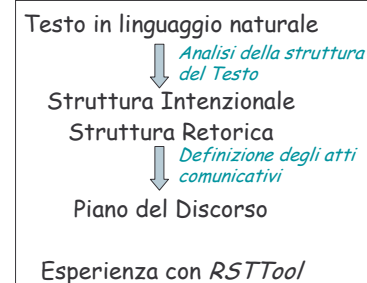 Testo in linguaggio naturale
Analisi della struttura
del Testo
Struttura Intenzionale
Struttura Retorica
Definizione degli atti
comunicativi
Piano del Discorso
Esperienza con RSTTool